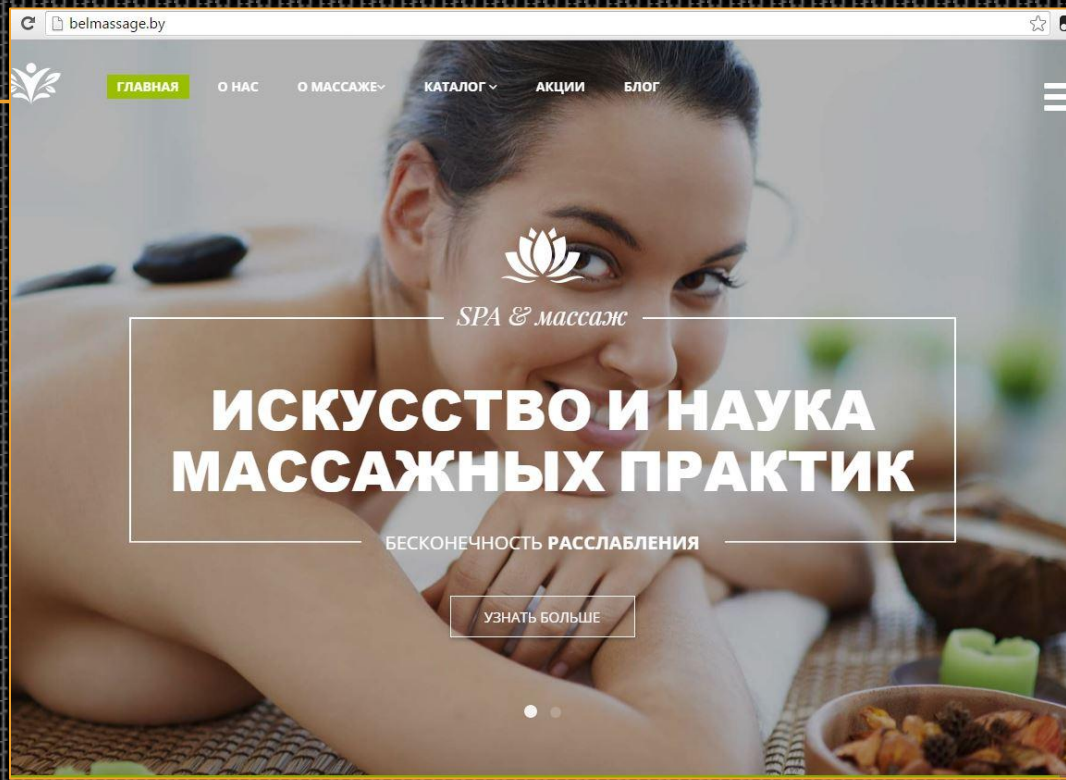 belmassage.by
ГЛАВНАЯ О НАС О МАССАЖЕ КАТАЛОГ АКЦИИ БЛОГ
SPA & массаж
ИСКУССТВО И НАУКА
МАССАЖНЫХ ПРАКТИК
БЕСКОНЕЧНОСТЬ РАССЛАБЛЕНИЯ
УЗНАТЬ БОЛЬШЕ